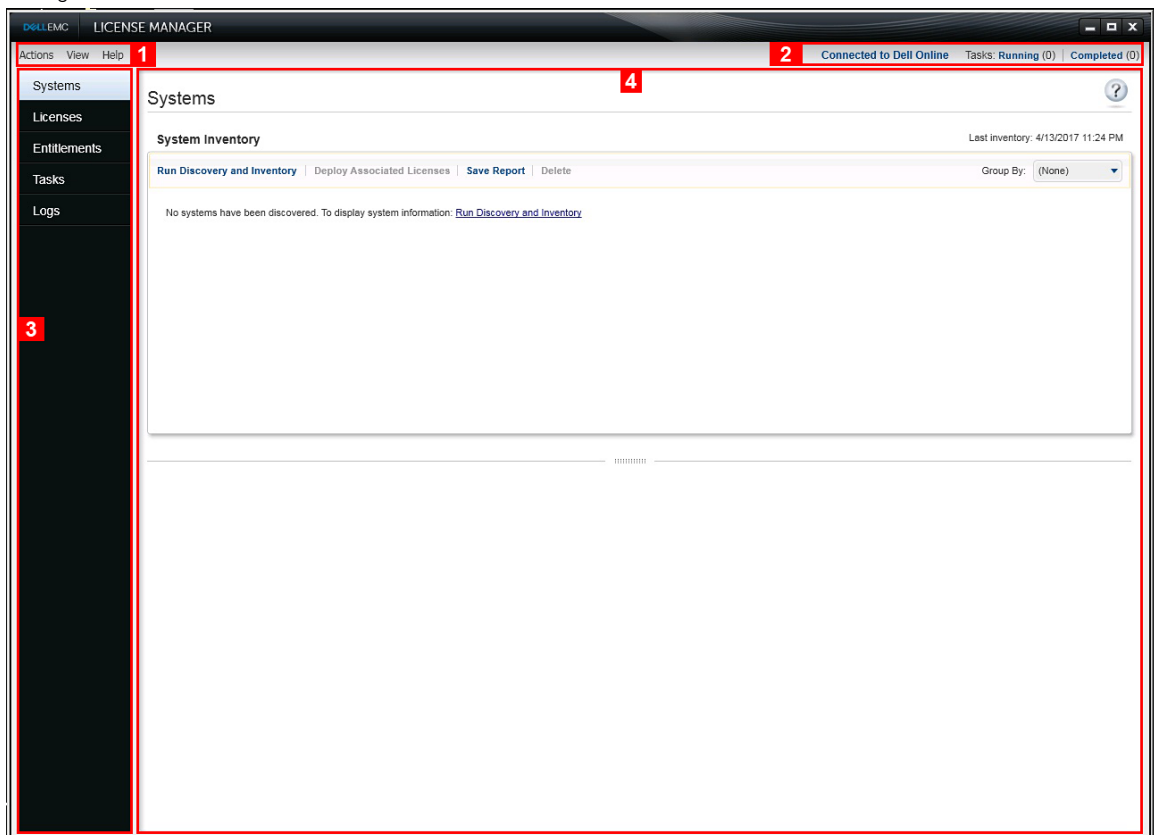 DELLEMC LICENSE MANAGER
Actions View Help 1 2 Connected to Dell Online Tasks: Running (0) Completed (0)
4
Systems
Licenses
Entitlements
Tasks
Logs
3
Systems ?
System Inventory Last inventory: 4/13/2017 11:24 PM
Run Discovery and Inventory Deploy Associated Licenses Save Report Delete Group By: (None)
No systems have been discovered. To display system information: Run Discovery and Inventory